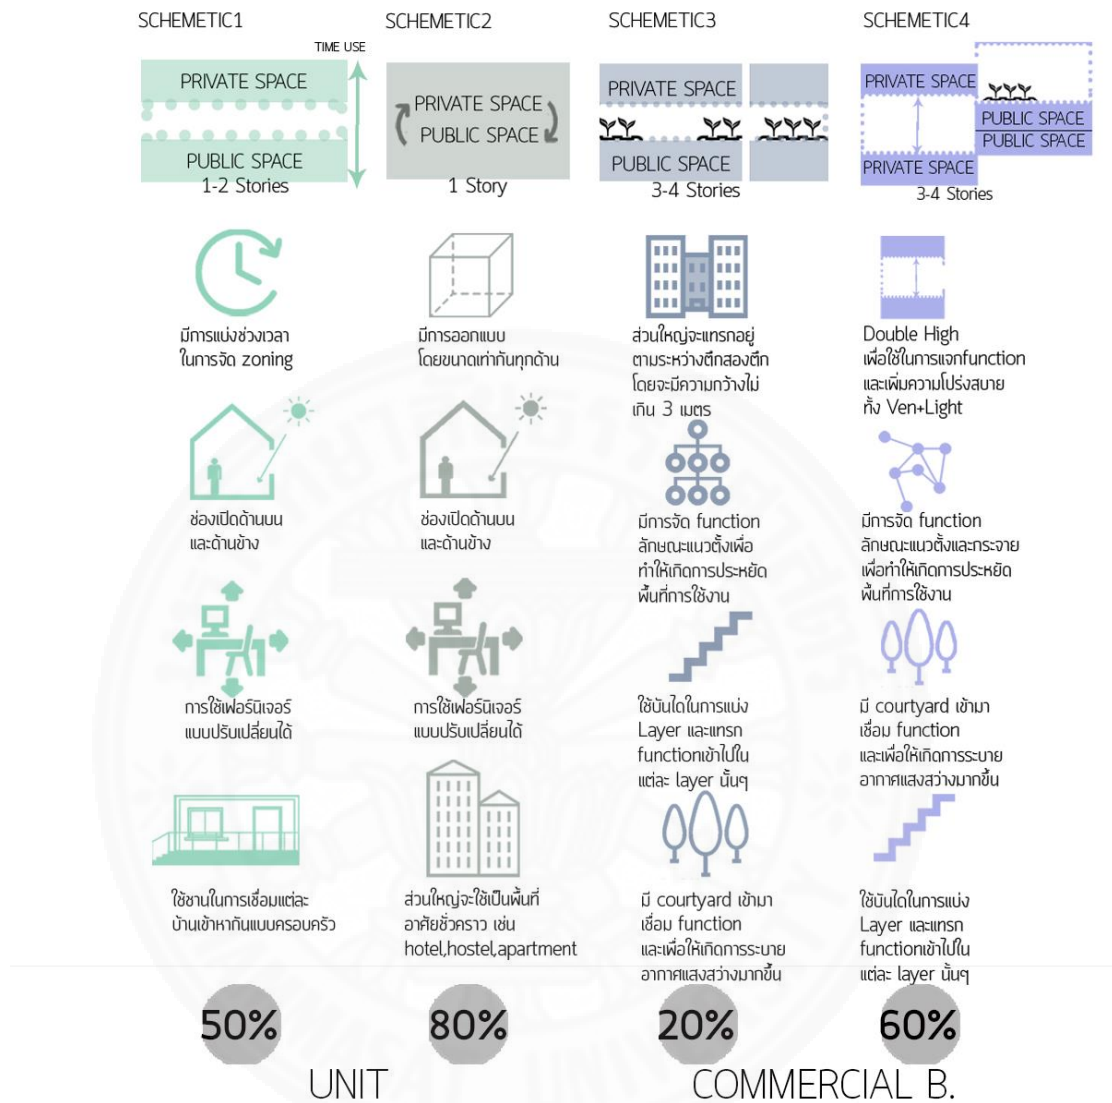 SCHEMETIC1
TIME USE
PRIVATE SPACE
PUBLIC SPACE
1-2 Stories
มีการแบ่งช่วงเวลา
ในการจัด zoning
ช่องเปิดด้านบน
และด้านข้าง
การใช้เฟอร์นิเจอร์
แบบปรับเปลี่ยนได้
ใช้ชานในการเชื่อมแต่ละ
บ้านเข้าหากันแบบครอบครัว
50%
SCHEMETIC2
PRIVATE SPACE
PUBLIC SPACE
1 Story
มีการออกแบบ
โดยขนาดเท่ากันทุกด้าน
ช่องเปิดด้านบน
และด้านข้าง
การใช้เฟอร์นิเจอร์
แบบปรับเปลี่ยนได้
ส่วนใหญ่จะใช้เป็นพื้นที่
อาศัยชั่วคราว เช่น
hotel,hostel,apartment
80%
UNIT
SCHEMETIC3
PRIVATE SPACE
PUBLIC SPACE
3-4 Stories
ส่วนใหญ่จะแทรกอยู่
ตามระหว่างตึกสองตึก
โดยจะมีความกว้างไม่
เกิน 3 เมตร
มีการจัด function
ลักษณะแนวตั้งเพื่อ
ทำให้เกิดการประหยัด
พื้นที่การใช้งาน
ใช้บันไดในการแบ่ง
Layer และแทรก
functionเข้าไปใน
แต่ละ layer นั้นๆ
มี courtyard เข้ามา
เชื่อม function
และเพื่อให้เกิดการระบาย
อากาศแสงสว่างมากขึ้น
20%
SCHEMETIC4
PRIVATE SPACE
PUBLIC SPACE
PUBLIC SPACE
PRIVATE SPACE
3-4 Stories
Double High
เพื่อใช้ในการแจกfunction
และเพิ่มความโปร่งสบาย
ทั้ง Ven+Light
มีการจัด function
ลักษณะแนวตั้งและกระจาย
เพื่อทำให้เกิดการประหยัด
พื้นที่การใช้งาน
มี courtyard เข้ามา
เชื่อม function
และเพื่อให้เกิดการระบาย
อากาศแสงสว่างมากขึ้น
ใช้บันไดในการแบ่ง
Layer และแทรก
functionเข้าไปใน
แต่ละ layer นั้นๆ
60%
COMMERCIAL B.